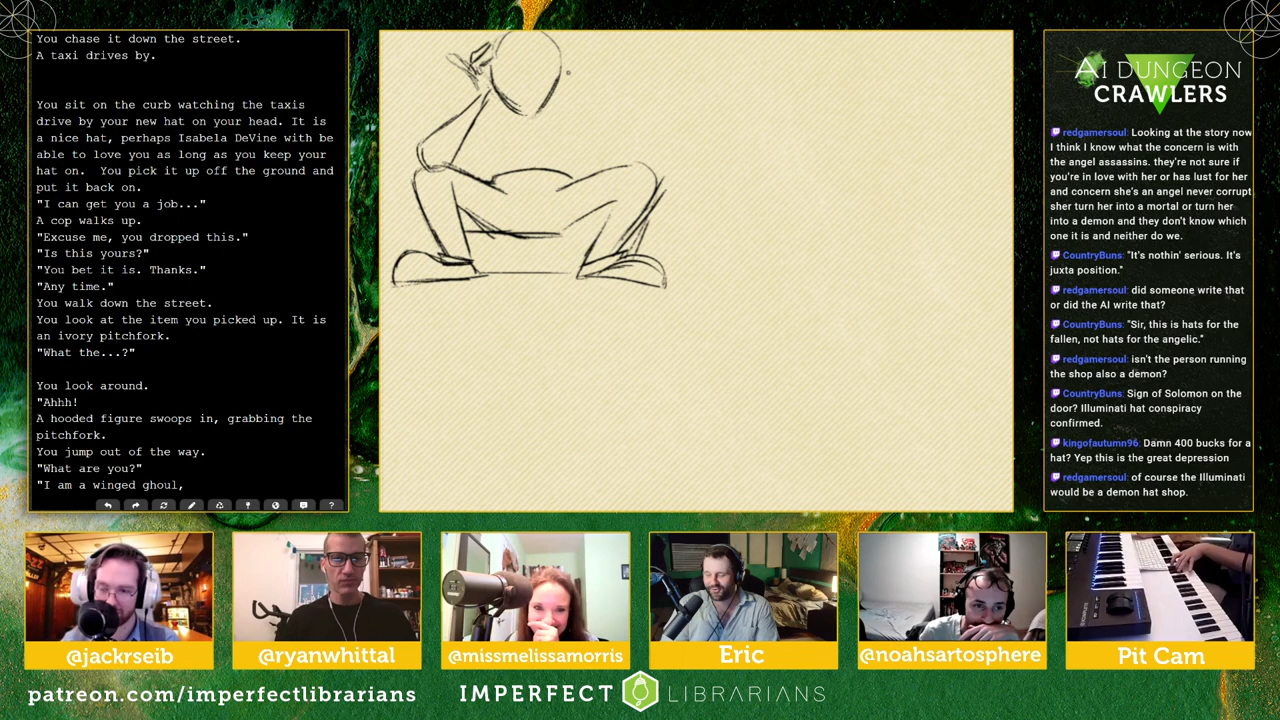 You chase it down the street.
A taxi drives by.
You sit on the curb watching the taxis
drive by your new hat on your head. It is
a nice hat, perhaps Isabela DeVine with be
able to love you as long as you keep your
hat on.  You pick it up off the ground and
put it back on.
"I can get you a job..."
A cop walks up.
"Excuse me, you dropped this."
"Is this yours?"
"You bet it is. Thanks."
"Any time."
You walk down the street.
You look at the item you picked up. It is
an ivory pitchfork.
"What the...?"
You look around.
"Ahhh!
A hooded figure swoops in, grabbing the
pitchfork.
You jump out of the way.
"What are you?"
"I am a winged ghoul,
AI DUNGEON
CRAWLERS
redgamersoul: Looking at the story now
I think I know what the concern is with
the angel assassins. they're not sure if
you're in love with her or has lust for her
and concern she's an angel never corrupt
sher turn her into a mortal or turn her
into a demon and they don't know which
one it is and neither do we.
CountryBuns: "It's nothin' serious. It's
juxta position."
redgamersoul: did someone write that
or did the AI write that?
CountryBuns: "Sir, this is hats for the
fallen, not hats for the angelic."
redgamersoul: isn't the person running
the shop also a demon?
CountryBuns: Sign of Solomon on the
door? Illuminati hat conspiracy
confirmed.
kingofautumn96: Damn 400 bucks for a
hat? Yep this is the great depression
redgamersoul: of course the Illuminati
would be a demon hat shop.
@jackrseib
@ryanwhittal
@missmelissamorris
Eric
@noahsartosphere
Pit Cam
patreon.com/imperfectlibrarians
IMPERFECT LIBRARIANS